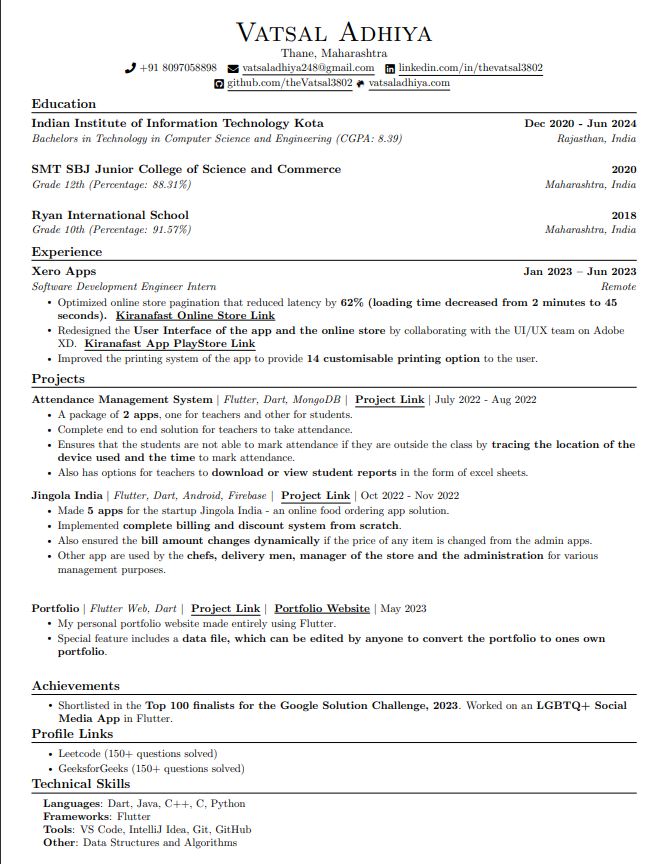 Vatsal Adhiya
Thane, Maharashtra
+91 8097058898 vatsaladhiya248@gmail.com linkedin.com/in/thevatsal3802
github.com/theVatsal3802 vatsaladhiya.com
Education
Indian Institute of Information Technology Kota Dec 2020 - Jun 2024
Bachelors in Technology in Computer Science and Engineering (CGPA: 8.39) Rajasthan, India
SMT SBJ Junior College of Science and Commerce 2020
Grade 12th (Percentage: 88.31%) Maharashtra, India
Ryan International School 2018
Grade 10th (Percentage: 91.57%) Maharashtra, India
Experience
Xero Apps Jan 2023 – Jun 2023
Software Development Engineer Intern Remote
• Optimized online store pagination that reduced latency by 62% (loading time decreased from 2 minutes to 45
seconds). Kiranafast Online Store Link
• Redesigned the User Interface of the app and the online store by collaborating with the UI/UX team on Adobe
XD. Kiranafast App PlayStore Link
• Improved the printing system of the app to provide 14 customisable printing option to the user.
Projects
Attendance Management System | Flutter, Dart, MongoDB | Project Link | July 2022 - Aug 2022
• A package of 2 apps, one for teachers and other for students.
• Complete end to end solution for teachers to take attendance.
• Ensures that the students are not able to mark attendance if they are outside the class by tracing the location of the
device used and the time to mark attendance.
• Also has options for teachers to download or view student reports in the form of excel sheets.
Jingola India | Flutter, Dart, Android, Firebase | Project Link | Oct 2022 - Nov 2022
• Made 5 apps for the startup Jingola India - an online food ordering app solution.
• Implemented complete billing and discount system from scratch.
• Also ensured the bill amount changes dynamically if the price of any item is changed from the admin apps.
• Other app are used by the chefs, delivery men, manager of the store and the administration for various
management purposes.
Portfolio | Flutter Web, Dart | Project Link | Portfolio Website | May 2023
• My personal portfolio website made entirely using Flutter.
• Special feature includes a data file, which can be edited by anyone to convert the portfolio to ones own
portfolio.
Achievements
• Shortlisted in the Top 100 finalists for the Google Solution Challenge, 2023. Worked on an LGBTQ+ Social
Media App in Flutter.
Profile Links
• Leetcode (150+ questions solved)
• GeeksforGeeks (150+ questions solved)
Technical Skills
Languages: Dart, Java, C++, C, Python
Frameworks: Flutter
Tools: VS Code, IntelliJ Idea, Git, GitHub
Other: Data Structures and Algorithms